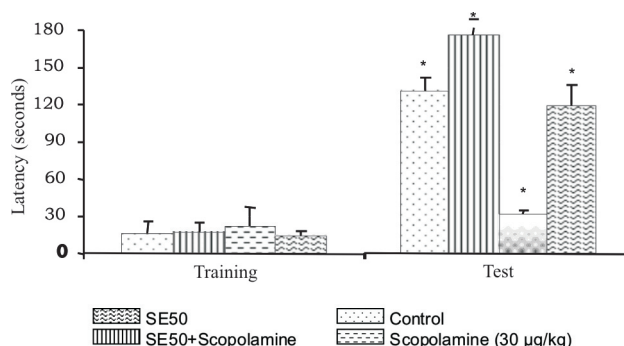 Latency (seconds)
180
150
120
90
60
30
0
*
*
*
*
Training
Test
SE50
Control
SE50+Scopolamine
Scopolamine (30 µg/kg)